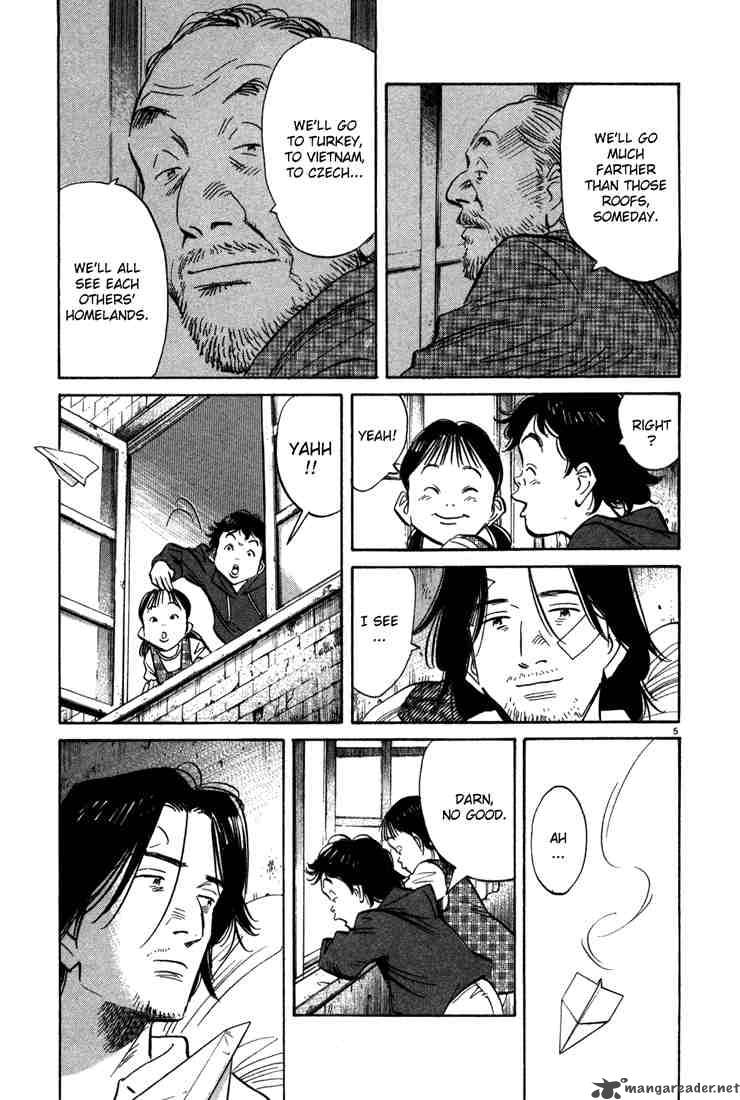 WE'LL GO
MUCH
FARTHER
THAN THOSE
ROOFS,
SOMEDAY.
WE'LL GO
TO TURKEY,
TO VIETNAM,
TO CZECH...
WE'LL ALL
SEE EACH
OTHERS'
HOMELANDS.
RIGHT
?
YEAH!
YAHH
!!
I SEE
...
5
AH
...
DARN,
NO GOOD.
mangareader.net